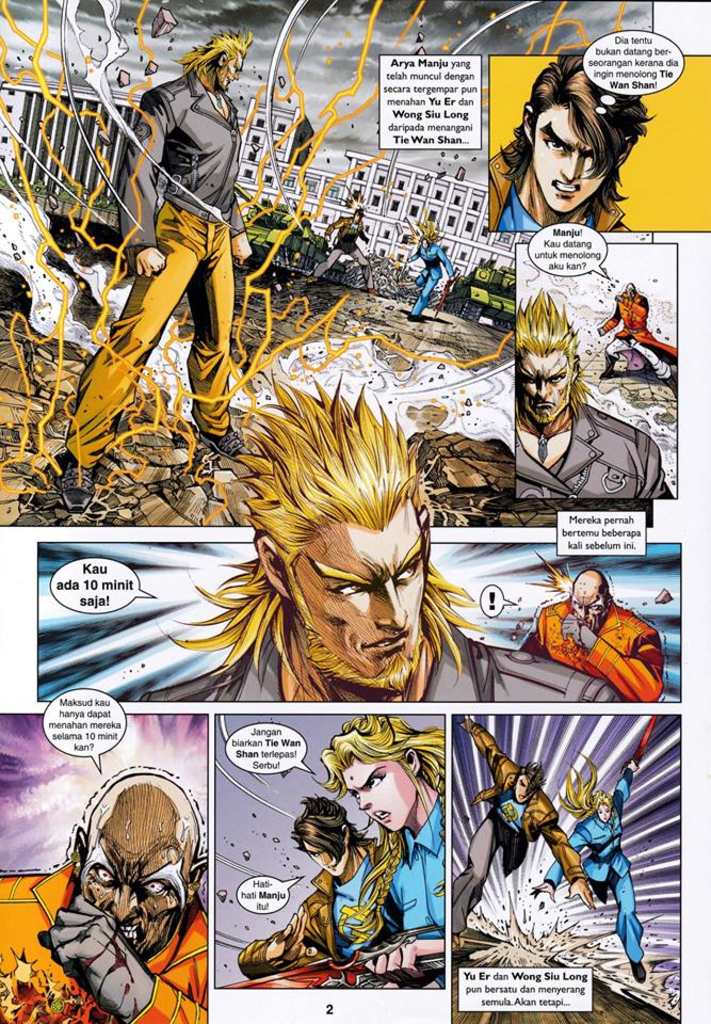 Arya Manju yang
telah muncul dengan
secara tergempar pun
menahan Yu Er dan
Wong Siu Long
daripada menangani
Tie Wan Shan...
Dia tentu
bukan datang ber-
seorangan kerana dia
ingin menolong Tie
Wan Shan!
Manju!
Kau datang
untuk menolong
aku kan?
Mereka pernah
bertemu beberapa
kali sebelum ini.
Kau
ada 10 minit
saja!
!
Maksud kau
hanya dapat
menahan mereka
selama 10 minit
kan?
Jangan
biarkan Tie Wan
Shan terlepas!
Serbu!
Hati-
hati Manju
itu!
Yu Er dan Wong Siu Long
pun bersatu dan menyerang
semula. Akan tetapi...
2